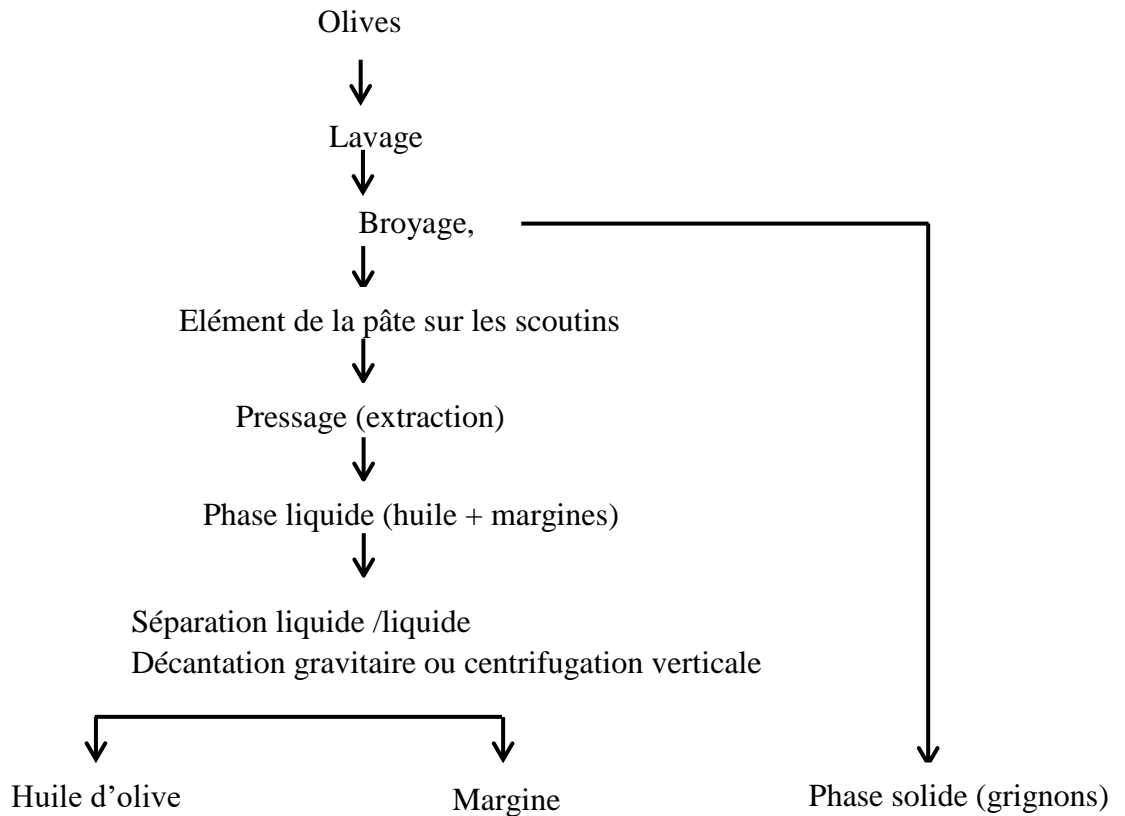 Olives
Lavage
Broyage,
Elément de la pâte sur les scoutins
Pressage (extraction)
Phase liquide (huile + margines)
Séparation liquide /liquide
Décantation gravitaire ou centrifugation verticale
Huile d’olive
Margine
Phase solide (grignons)